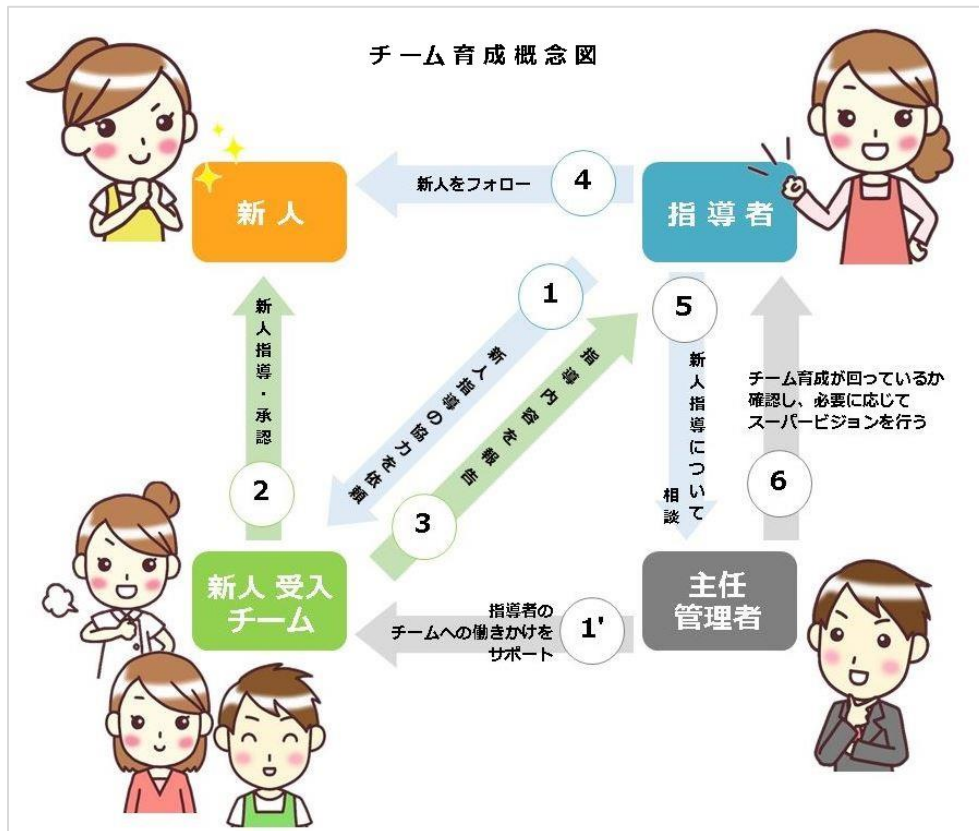 チーム育成概念図
新人
新人をフォロー
4
指導者
1
新人指導の協力を依頼
指導内容を報告
3
新人指導・承認
2
5
新人指導について
相談
チーム育成が回っているか
確認し、必要に応じて
スーパービジョンを行う
6
新人 受入
チーム
指導者の
チームへの働きかけを
サポート
1'
主任
管理者